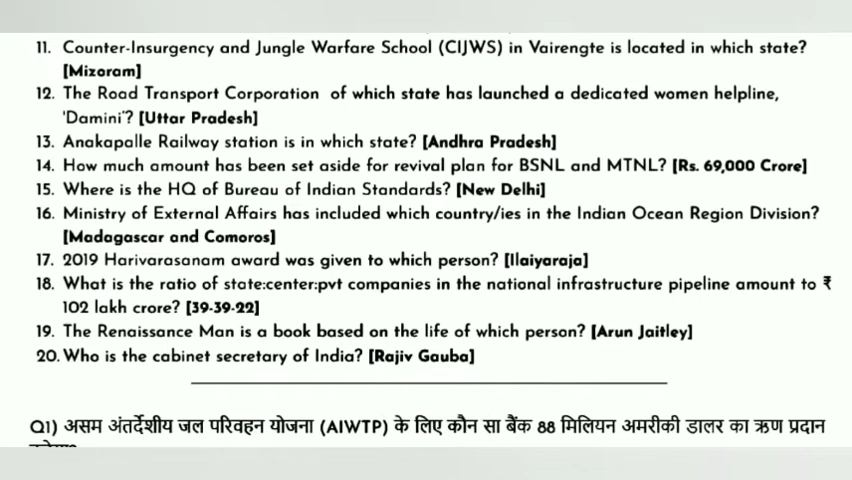 11. Counter-Insurgency and Jungle Warfare School (CIJWS) in Vairengte is located in which state?
[Mizoram]
12. The Road Transport Corporation of which state has launched a dedicated women helpline,
'Damini'? [Uttar Pradesh]
13. Anakapalle Railway station is in which state? [Andhra Pradesh]
14. How much amount has been set aside for revival plan for BSNL and MTNL? [Rs. 69,000 Crore]
15. Where is the HQ of Bureau of Indian Standards? [New Delhi]
16. Ministry of External Affairs has included which country/ies in the Indian Ocean Region Division?
[Madagascar and Comoros]
17. 2019 Harivarasanam award was given to which person? [Ilaiyaraja]
18. What is the ratio of state:center:pvt companies in the national infrastructure pipeline amount to ₹
102 lakh crore? [39-39-22]
19. The Renaissance Man is a book based on the life of which person? [Arun Jaitley]
20. Who is the cabinet secretary of India? [Rajiv Gauba]
Q1) असम अंतर्देशीय जल परिवहन योजना (AIWTP) के लिए कौन सा बैंक 88 मिलियन अमरीकी डालर का ऋण प्रदान